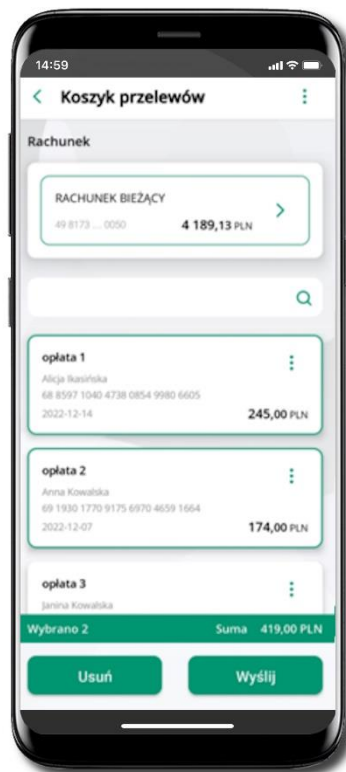 14:59
Koszyk przelewów
Rachunek
RACHUNEK BIEŻĄCY
49 8173 ... 0050 4 189,13 PLN
opłata 1
Alicja Ikasińska
68 8597 1040 4738 0854 9980 6605
2022-12-14 245,00 PLN
opłata 2
Anna Kowalska
69 1930 1770 9175 6970 4659 1664
2022-12-07 174,00 PLN
opłata 3
Janina Kowalska
Wybrano 2 Suma 419,00 PLN
Usuń Wyślij